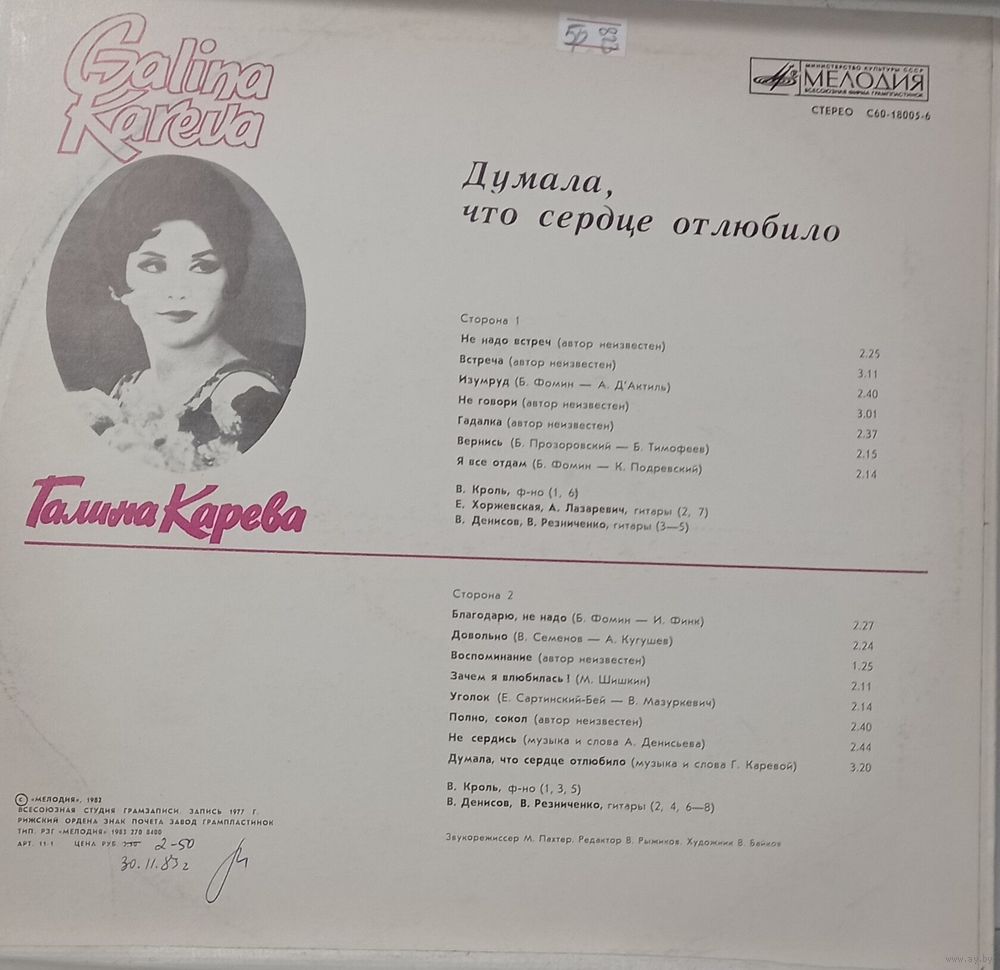 Galina
Kareva
5р 823
МИНИСТЕРСТВО КУЛЬТУРЫ СССР
МЕЛОДИЯ
ВСЕСОЮЗНАЯ ФИРМА ГРАМПЛАСТИНОК
СТЕРЕО С60-18005-6
Думала,
что сердце отлюбило
Сторона 1
Не надо встреч (автор неизвестен) 2.25
Встреча (автор неизвестен) 3.11
Изумруд (Б. Фомин — А. Д'Актиль) 2.40
Не говори (автор неизвестен) 3.01
Гадалка (автор неизвестен) 2.37
Вернись (Б. Прозоровский — Б. Тимофеев) 2.15
Я все отдам (Б. Фомин — К. Подревский) 2.14
В. Кроль, ф-но (1, 6)
Е. Хоржевская, А. Лазаревич, гитары (2, 7)
В. Денисов, В. Резниченко, гитары (3—5)
Галина Карева
Сторона 2
Благодарю, не надо (Б. Фомин — И. Финк) 2.27
Довольно (В. Семенов — А. Кугушев) 2.24
Воспоминание (автор неизвестен) 1.25
Зачем я влюбилась! (М. Шишкин) 2.11
Уголок (Е. Сартинский-Бей — В. Мазуркевич) 2.14
Полно, сокол (автор неизвестен) 2.40
Не сердись (музыка и слова А. Денисьева) 2.44
Думала, что сердце отлюбило (музыка и слова Г. Каревой) 3.20
В. Кроль, ф-но (1, 3, 5)
В. Денисов, В. Резниченко, гитары (2, 4, 6—8)
Звукорежиссер М. Пахтер. Редактор В. Рыжиков. Художник В. Байков
© «МЕЛОДИЯ», 1982
ВСЕСОЮЗНАЯ СТУДИЯ ГРАМЗАПИСИ. ЗАПИСЬ 1977 Г.
РИЖСКИЙ ОРДЕНА ЗНАК ПОЧЕТА ЗАВОД ГРАМПЛАСТИНОК
ТИП. РЗГ «МЕЛОДИЯ» 1983 270 8400
АРТ. 11-1 ЦЕНА РУБ. 2-50
30.11.83г
www.ay.by